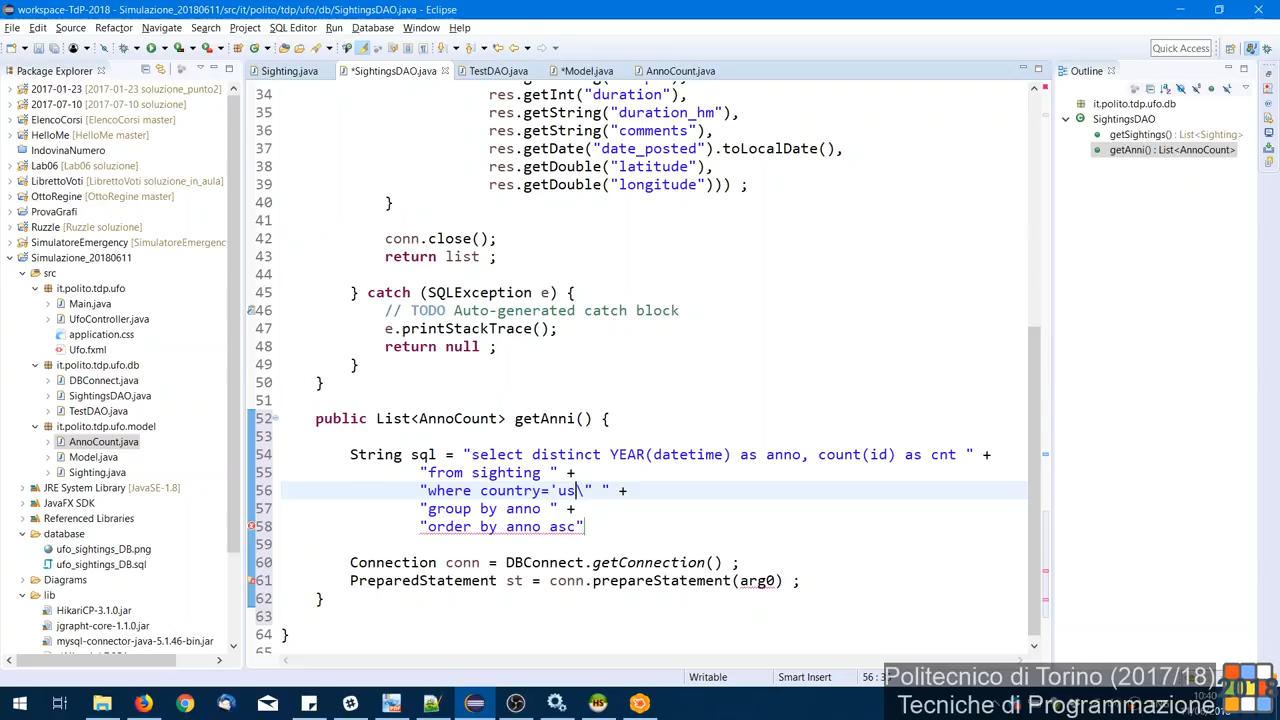 workspace-TdP-2018 - Simulazione_20180611/src/it/polito/tdp/ufo/db/SightingsDAO.java - Eclipse
File Edit Source Refactor Navigate Search Project SQL Editor Run Database Window Help
Quick Access
Package Explorer
Sighting.java
*SightingsDAO.java
TestDAO.java
*Model.java
AnnoCount.java
Outline
2017-01-23 (2017-01-23 soluzione_punto2)
2017-07-10 (2017-07-10 soluzione)
ElencoCorsi (ElencoCorsi master)
HelloMe (HelloMe master)
IndovinaNumero
Lab06 (Lab06 soluzione)
LibrettoVoti (LibrettoVoti soluzione_in_aula)
OttoRegine (OttoRegine master)
ProvaGrafi
Ruzzle (Ruzzle soluzione)
SimulatoreEmergency (SimulatoreEmergenc
Simulazione_20180611
src
it.polito.tdp.ufo
Main.java
UfoController.java
application.css
Ufo.fxml
it.polito.tdp.ufo.db
DBConnect.java
SightingsDAO.java
TestDAO.java
it.polito.tdp.ufo.model
AnnoCount.java
Model.java
Sighting.java
JRE System Library [JavaSE-1.8]
JavaFX SDK
Referenced Libraries
database
ufo_sightings_DB.png
ufo_sightings_DB.sql
Diagrams
lib
HikariCP-3.1.0.jar
jgrapht-core-1.1.0.jar
mysql-connector-java-5.1.46-bin.jar
34 res.getInt("duration"),
35 res.getString("duration_hm"),
36 res.getString("comments"),
37 res.getDate("date_posted").toLocalDate(),
38 res.getDouble("latitude"),
39 res.getDouble("longitude"))) ;
40 }
41
42 conn.close();
43 return list ;
44
45 } catch (SQLException e) {
46 // TODO Auto-generated catch block
47 e.printStackTrace();
48 return null ;
49 }
50 }
51
52 public List<AnnoCount> getAnni() {
53
54 String sql = "select distinct YEAR(datetime) as anno, count(id) as cnt " +
55 "from sighting " +
56 "where country='us\" " +
57 "group by anno " +
58 "order by anno asc"
59
60 Connection conn = DBConnect.getConnection() ;
61 PreparedStatement st = conn.prepareStatement(arg0) ;
62 }
63
64 }
65
it.polito.tdp.ufo.db
SightingsDAO
getSightings() : List<Sighting>
getAnni() : List<AnnoCount>
Writable
Smart Insert
56 : 3
Politecnico di Torino (2017/18)
Tecniche di Programmazione
2018
10:40